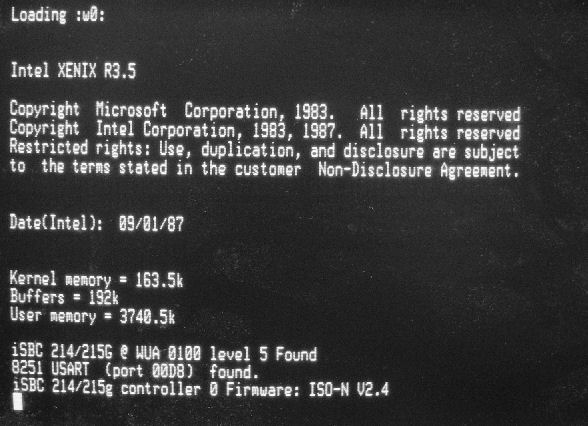 Loading :w0:
Intel XENIX R3.5
Copyright Microsoft Corporation, 1983. All rights reserved
Copyright Intel Corporation, 1983, 1987. All rights reserved
Restricted rights: Use, duplication, and disclosure are subject
to the terms stated in the customer Non-Disclosure Agreement.
Date(Intel): 09/01/87
Kernel memory = 163.5k
Buffers = 192k
User memory = 3740.5k
iSBC 214/215G @ WUA 0100 level 5 Found
8251 USART (port 00D8) found.
iSBC 214/215g controller 0 Firmware: ISO-N V2.4